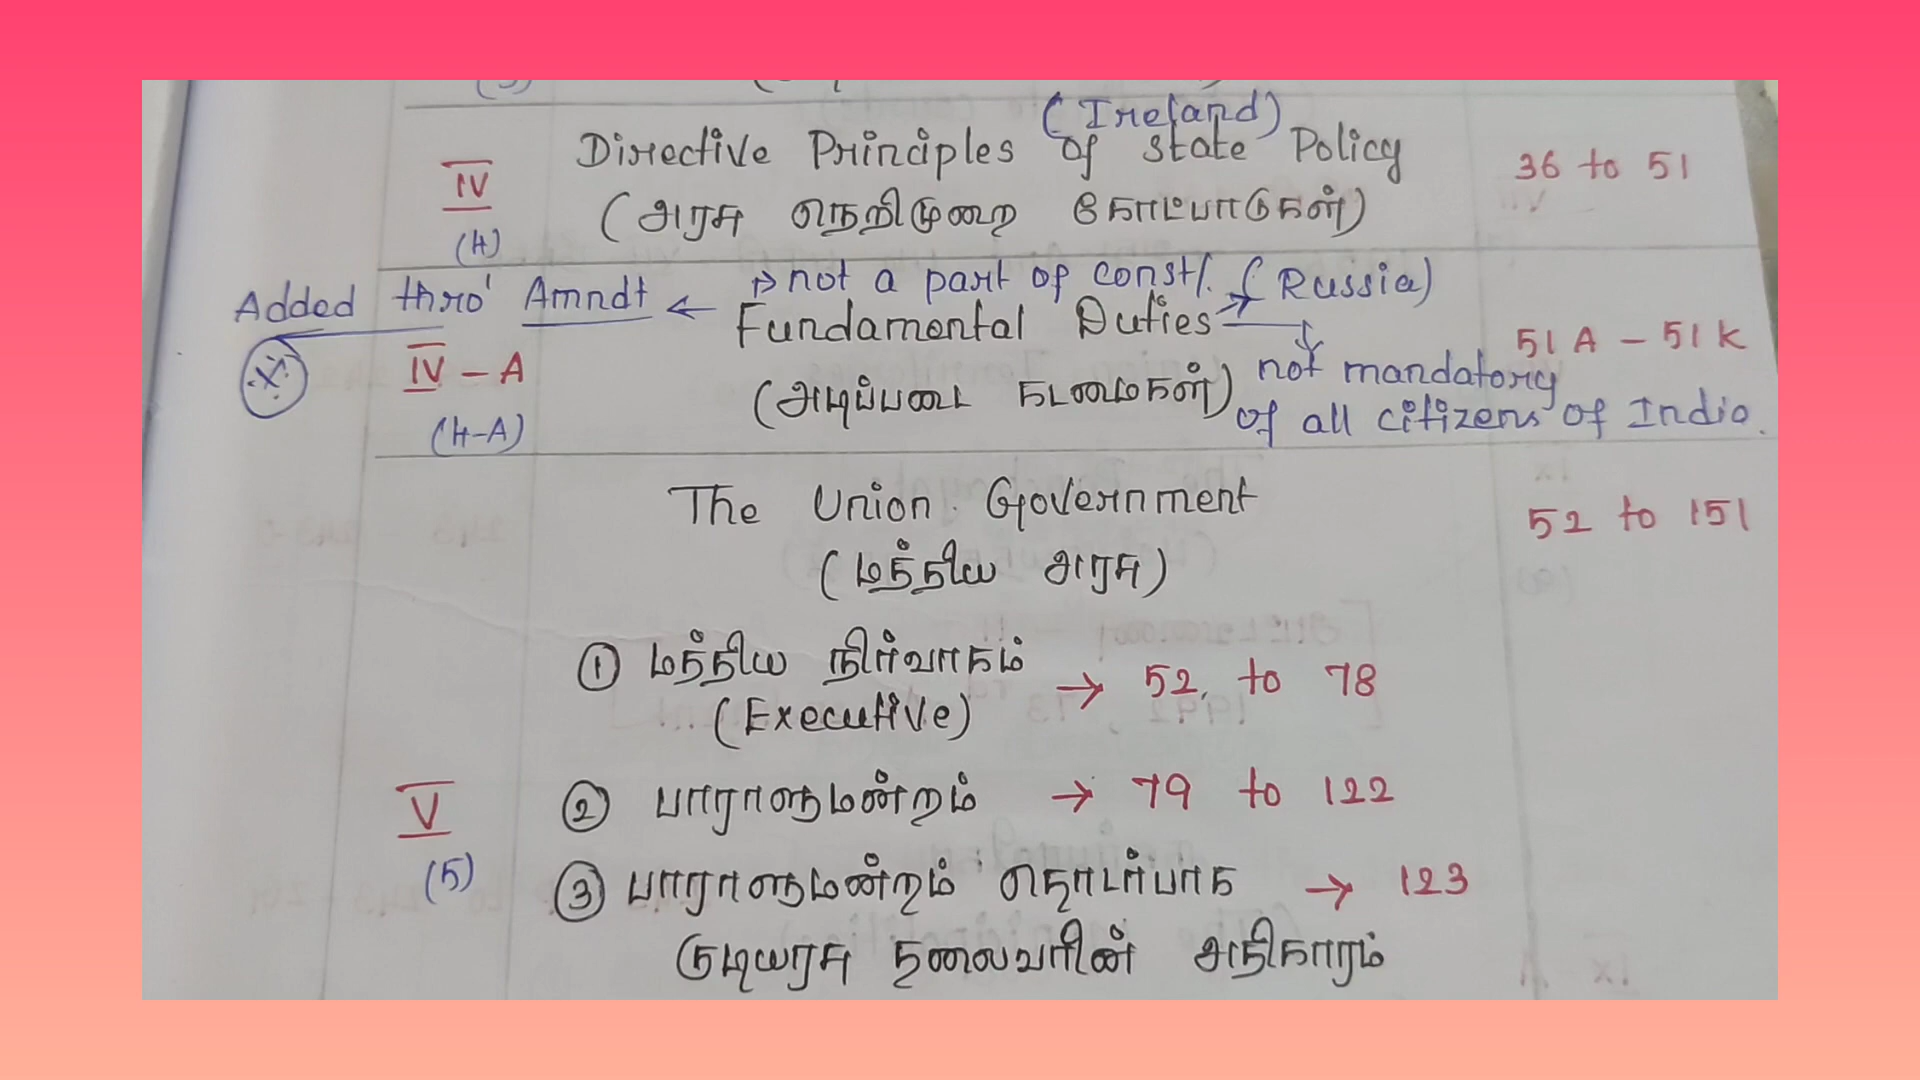 (Ireland)
IV Directive Principles of state Policy 36 to 51
(அரசு நெறிமுறை கோட்பாடுகள்)
(4)
Added thro' Amndt ← → not a part of const/. (Russia)
Fundamental Duties → 51 A - 51 K
IV - A not mandatory
(அடிப்படை கடமைகள்) of all citizens of India.
(4-A)
The Union Government 52 to 151
(மத்திய அரசு)
① மத்திய நிர்வாகம் → 52 to 78
(Executive)
V ② பாராளுமன்றம் → 79 to 122
(5) ③ பாராளுமன்றம் தொடர்பாக → 123
குடியரசு தலைவரின் அதிகாரம்